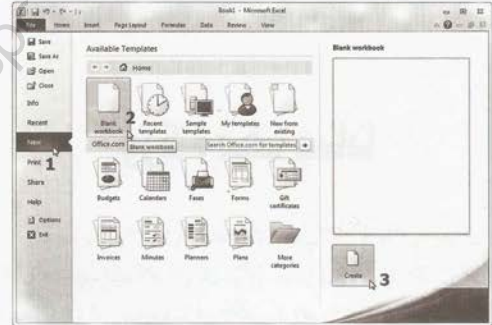 Book1 - Microsoft Excel
File Home Insert Page Layout Formulas Data Review View
Save
Save As
Open
Close
Info
Recent
New
1
Print
Share
Help
Options
Exit
Available Templates
Home
Blank workbook
2
Recent templates
Sample templates
My templates
New from existing
Office.com
Blank workbook
Search Office.com for templates
Budgets
Calendars
Faxes
Forms
Gift certificates
Invoices
Minutes
Planners
Plans
More categories
Blank workbook
Create
3